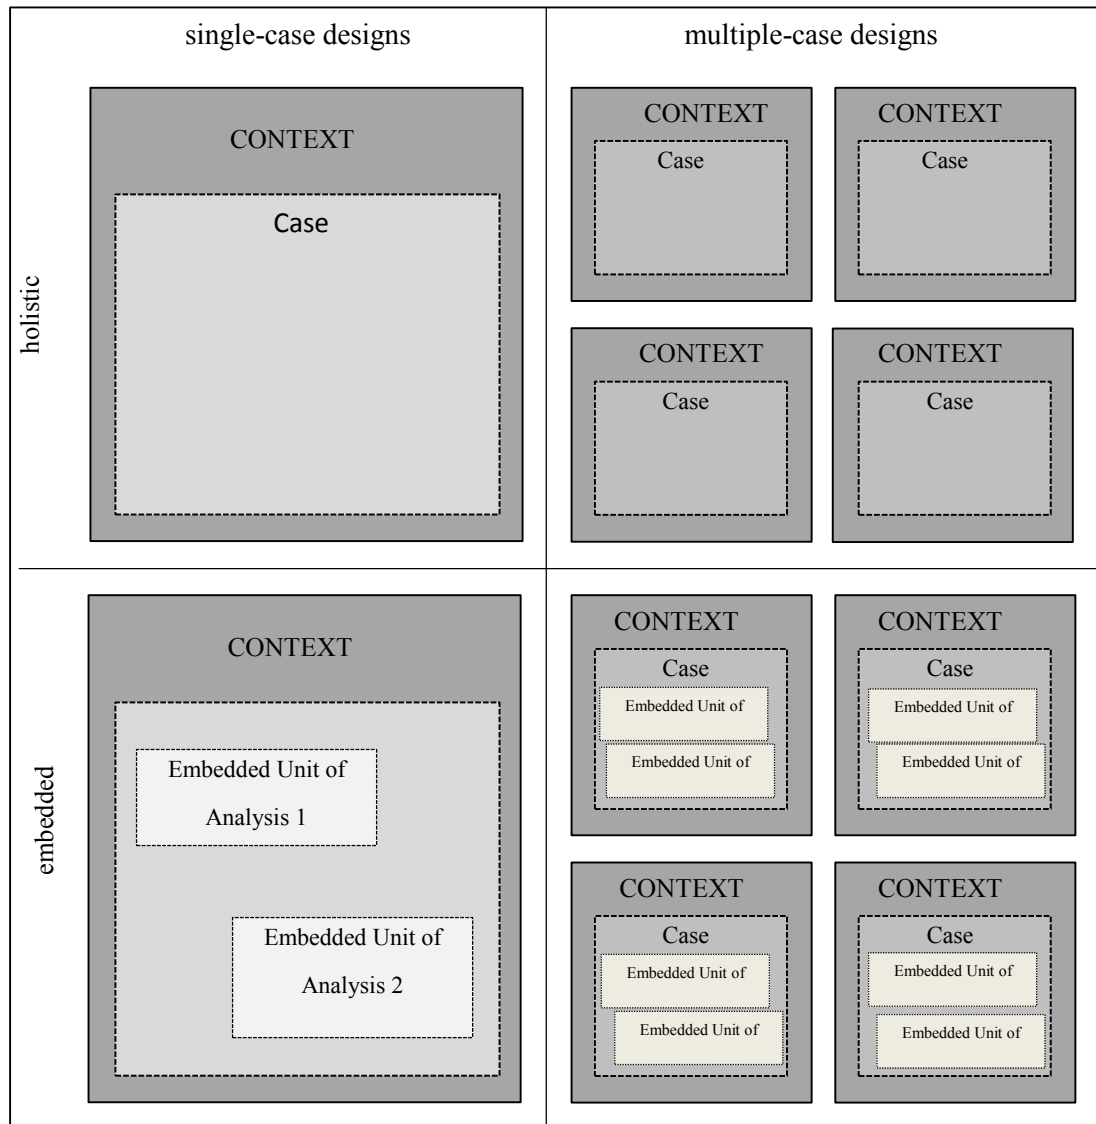 single-case designs
multiple-case designs
holistic
CONTEXT
Case
CONTEXT
Case
CONTEXT
Case
CONTEXT
Case
CONTEXT
Case
embedded
CONTEXT
Embedded Unit of
Analysis 1
Embedded Unit of
Analysis 2
CONTEXT
Case
Embedded Unit of
Embedded Unit of
CONTEXT
Case
Embedded Unit of
Embedded Unit of
CONTEXT
Case
Embedded Unit of
Embedded Unit of
CONTEXT
Case
Embedded Unit of
Embedded Unit of